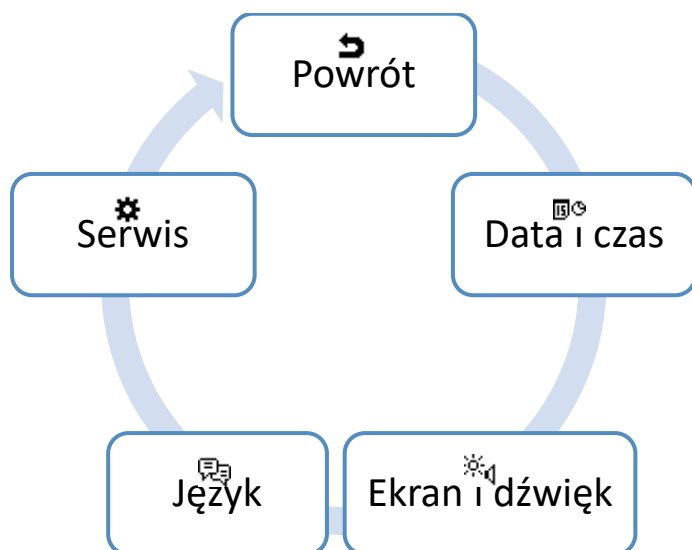 Powrót
Data i czas
Ekran i dźwięk
Język
Serwis